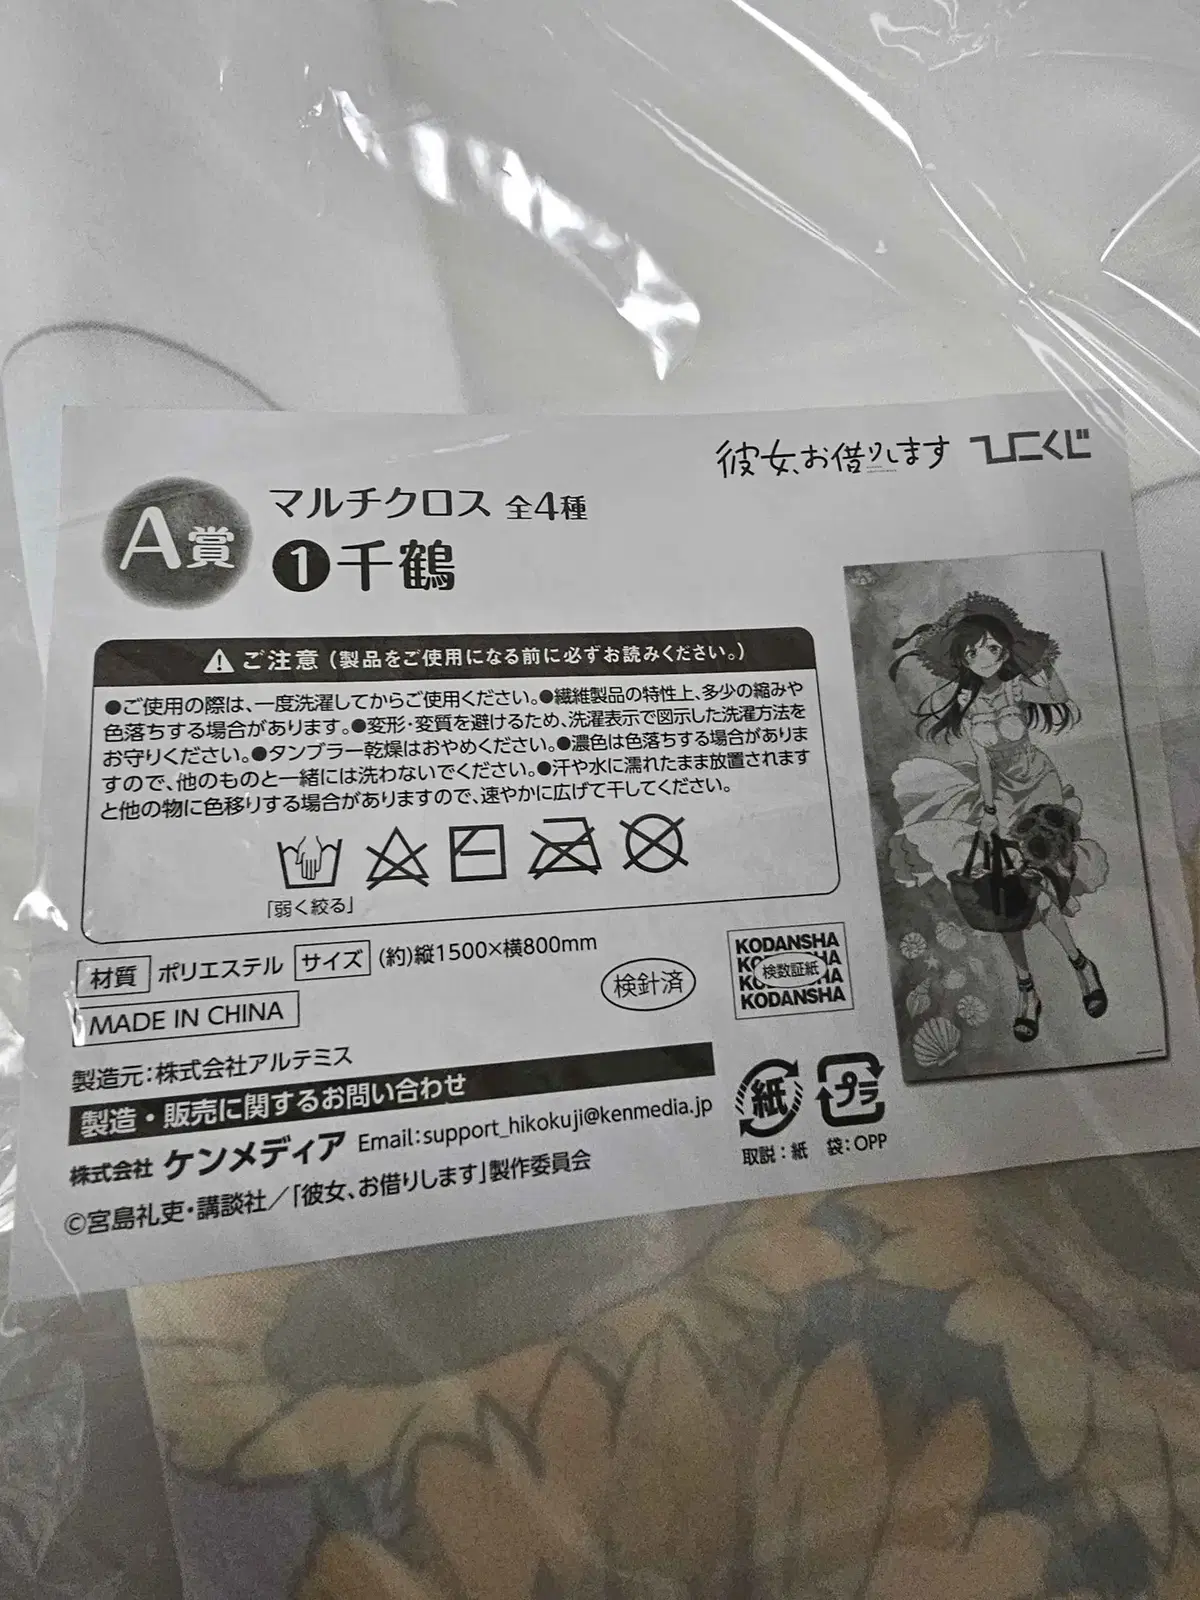 彼女、お借りします ヒコくじ
A賞
マルチクロス 全4種
❶千鶴
⚠ご注意(製品をご使用になる前に必ずお読みください。)
●ご使用の際は、一度洗濯してからご使用ください。●繊維製品の特性上、多少の縮みや
色落ちする場合があります。●変形・変質を避けるため、洗濯表示で図示した洗濯方法を
お守りください。●タンブラー乾燥はおやめください。●濃色は色落ちする場合がありま
すので、他のものと一緒には洗わないでください。●汗や水に濡れたまま放置されますと
と他の物に色移りする場合がありますので、速やかに広げて干してください。
「弱く絞る」
材質 ポリエステル サイズ (約)縦1500×横800mm
MADE IN CHINA
検針済
KODANSHA
検数証紙
KODANSHA
製造元:株式会社アルテミス
製造・販売に関するお問い合わせ
株式会社 ケンメディア Email:support_hikokuji@kenmedia.jp
©宮島礼吏・講談社/「彼女、お借りします」製作委員会
紙
プラ
取説:紙 袋:OPP